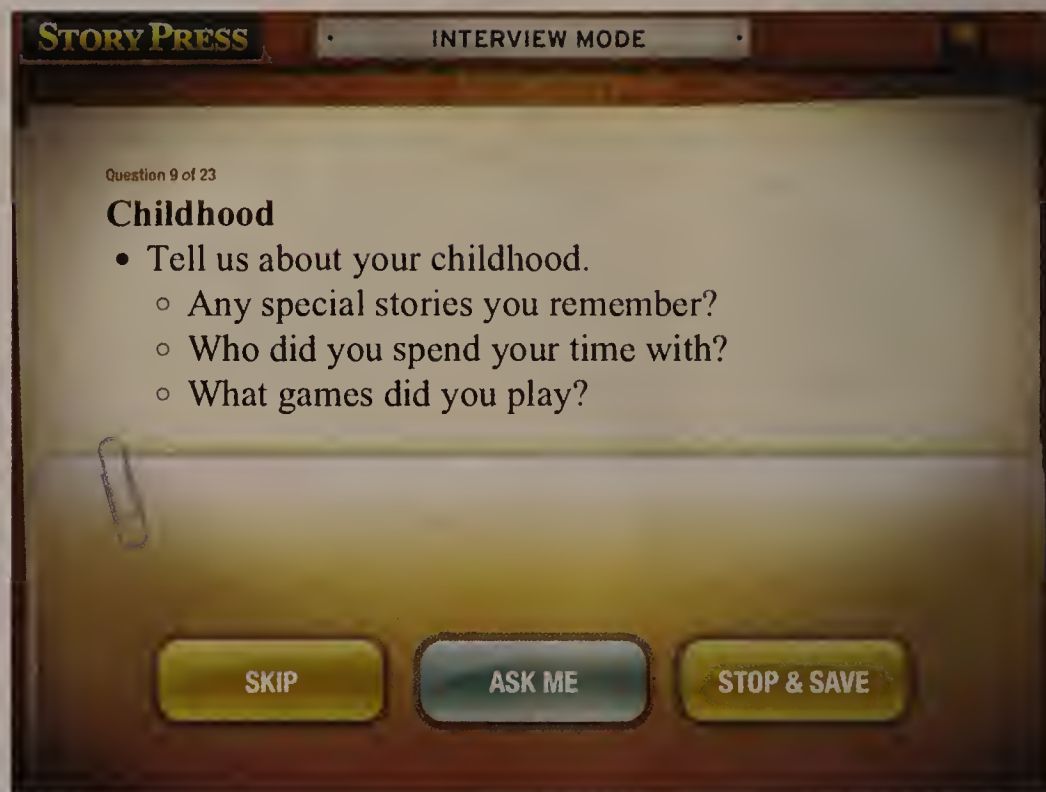 STORY PRESS
INTERVIEW MODE
Question 9 of 23
Childhood
• Tell us about your childhood.
◦ Any special stories you remember?
◦ Who did you spend your time with?
◦ What games did you play?
SKIP
ASK ME
STOP & SAVE